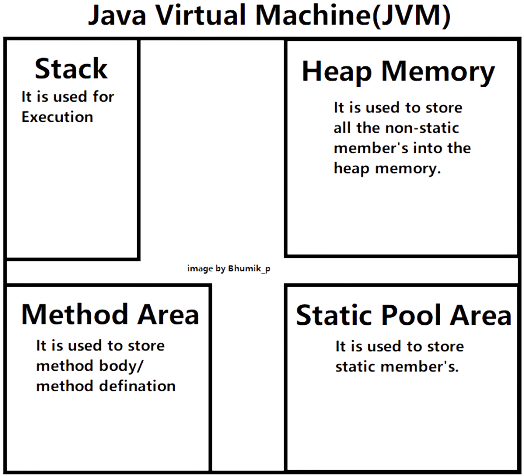 Java Virtual Machine(JVM)
Stack
It is used for
Execution
Heap Memory
It is used to store
all the non-static
member's into the
heap memory.
image by Bhumik_p
Method Area
It is used to store
method body/
method defination
Static Pool Area
It is used to store
static member's.